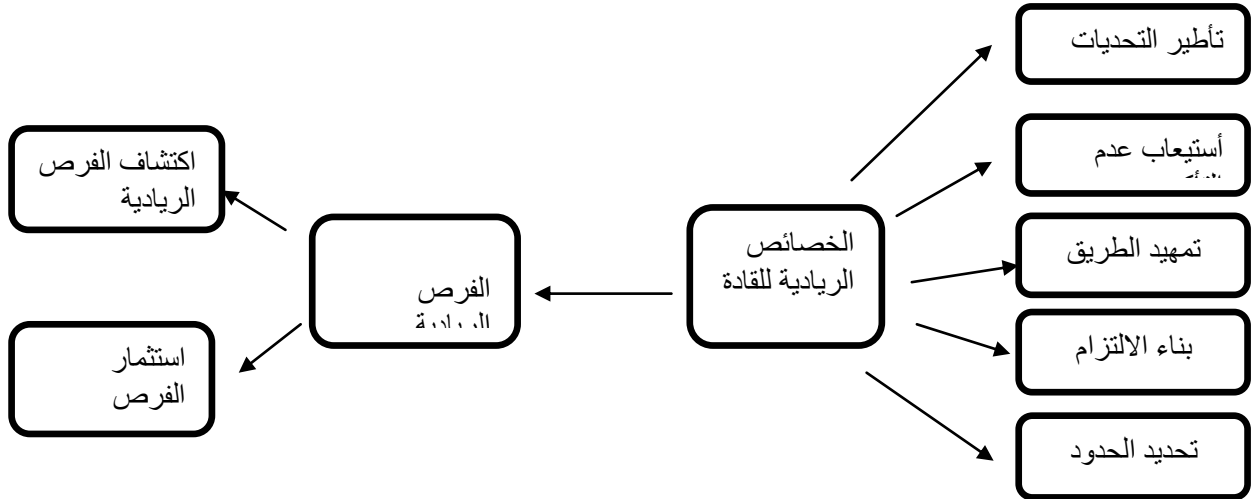 تأطير التحديات
أستيعاب عدم
تمهيد الطريق
بناء الالتزام
تحديد الحدود
الخصائص
الريادية للقادة
الفرص
الريادية
اكتشاف الفرص
الريادية
استثمار
الفرص